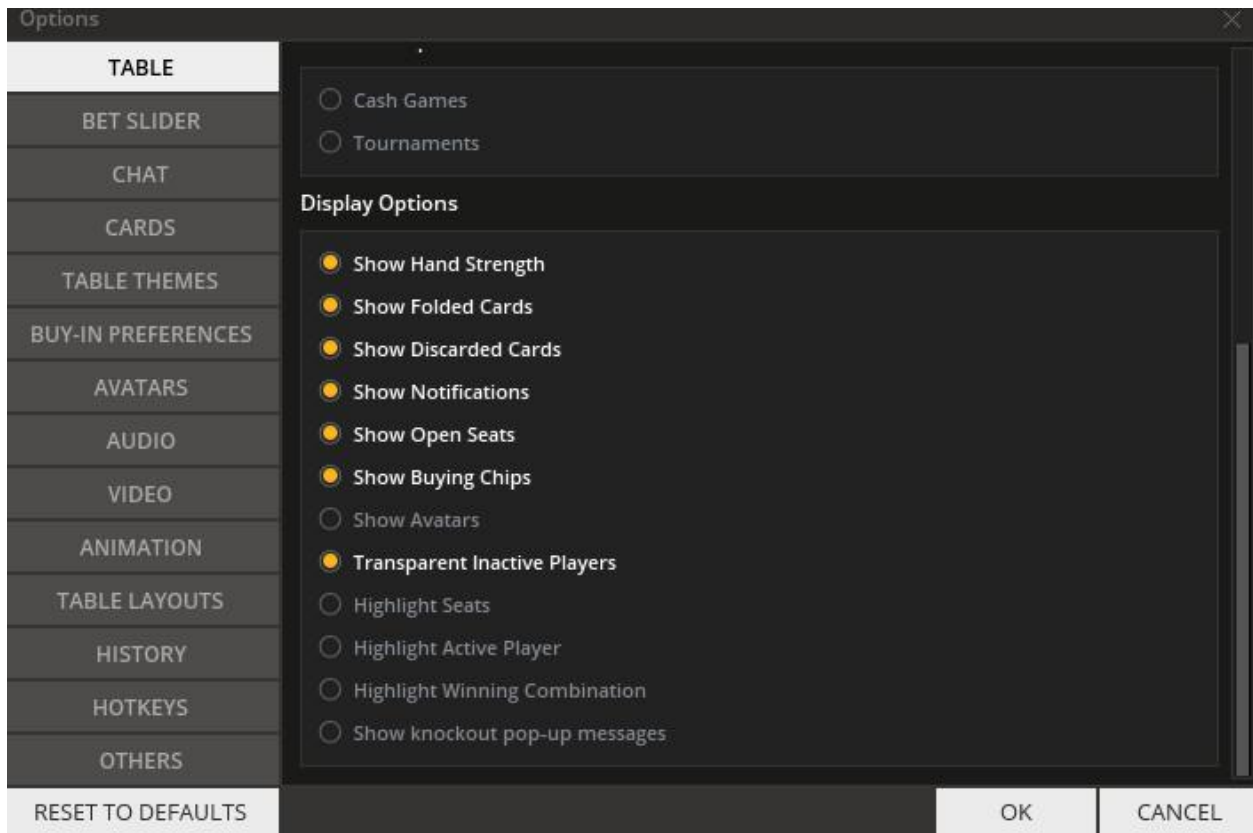 Options
TABLE
BET SLIDER
CHAT
CARDS
TABLE THEMES
BUY-IN PREFERENCES
AVATARS
AUDIO
VIDEO
ANIMATION
TABLE LAYOUTS
HISTORY
HOTKEYS
OTHERS
RESET TO DEFAULTS
Cash Games
Tournaments
Display Options
Show Hand Strength
Show Folded Cards
Show Discarded Cards
Show Notifications
Show Open Seats
Show Buying Chips
Show Avatars
Transparent Inactive Players
Highlight Seats
Highlight Active Player
Highlight Winning Combination
Show knockout pop-up messages
OK
CANCEL